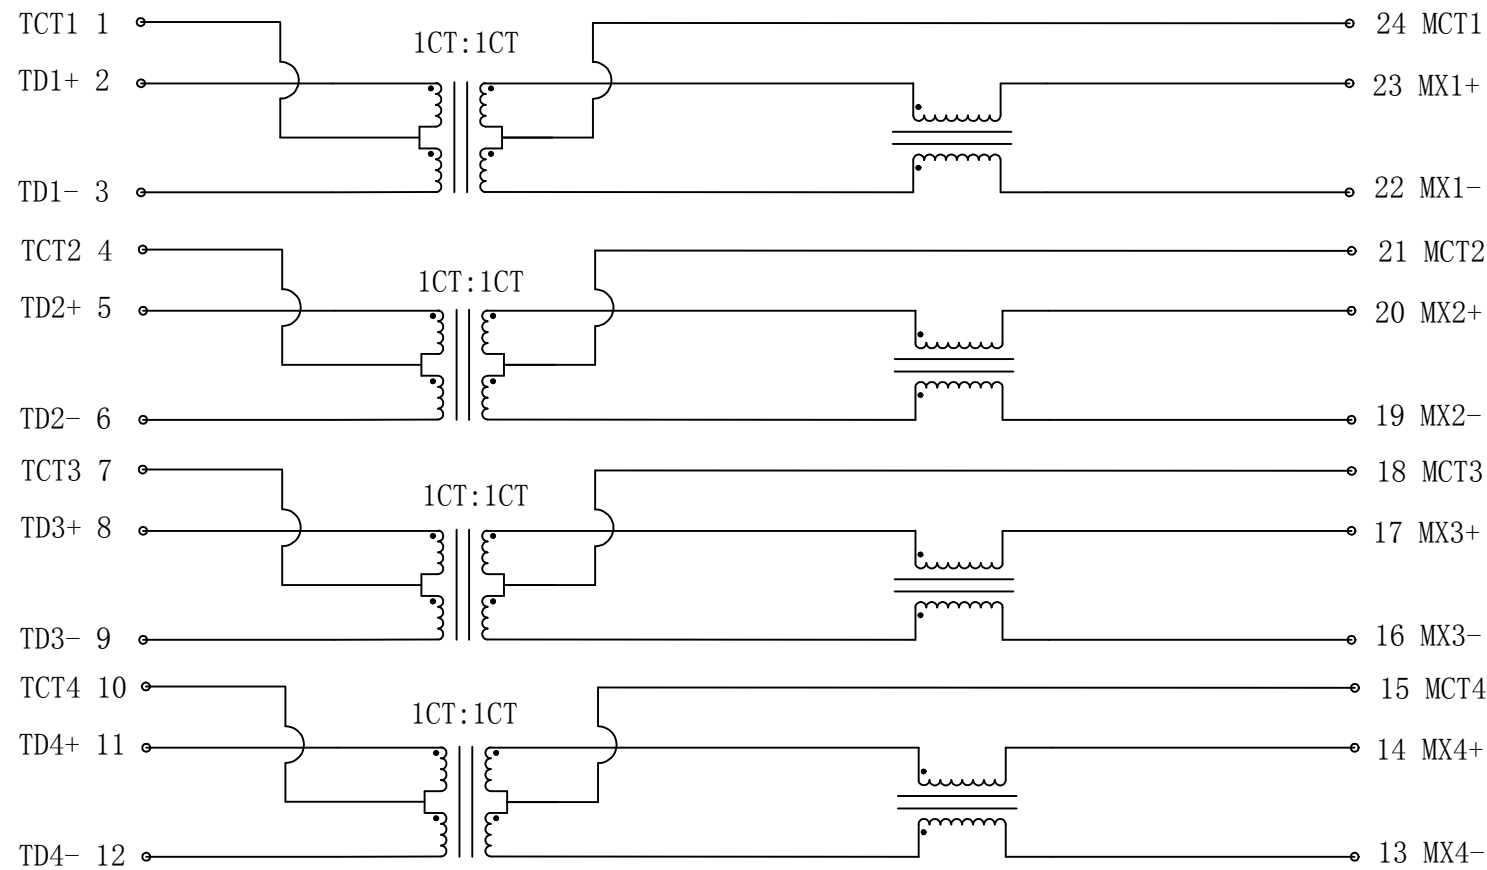 TCT1 1
24 MCT1
1CT:1CT
TD1+ 2
23 MX1+
TD1- 3
22 MX1-
TCT2 4
21 MCT2
1CT:1CT
TD2+ 5
20 MX2+
TD2- 6
19 MX2-
TCT3 7
18 MCT3
1CT:1CT
TD3+ 8
17 MX3+
TD3- 9
16 MX3-
TCT4 10
15 MCT4
1CT:1CT
TD4+ 11
14 MX4+
TD4- 12
13 MX4-